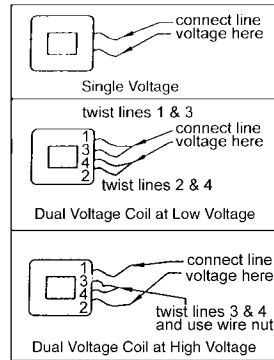 connect line
voltage here
Single Voltage
twist lines 1 & 3
1
3
4
2
connect line
voltage here
twist lines 2 & 4
Dual Voltage Coil at Low Voltage
1
3
4
2
connect line
voltage here
twist lines 3 & 4
and use wire nut
Dual Voltage Coil at High Voltage